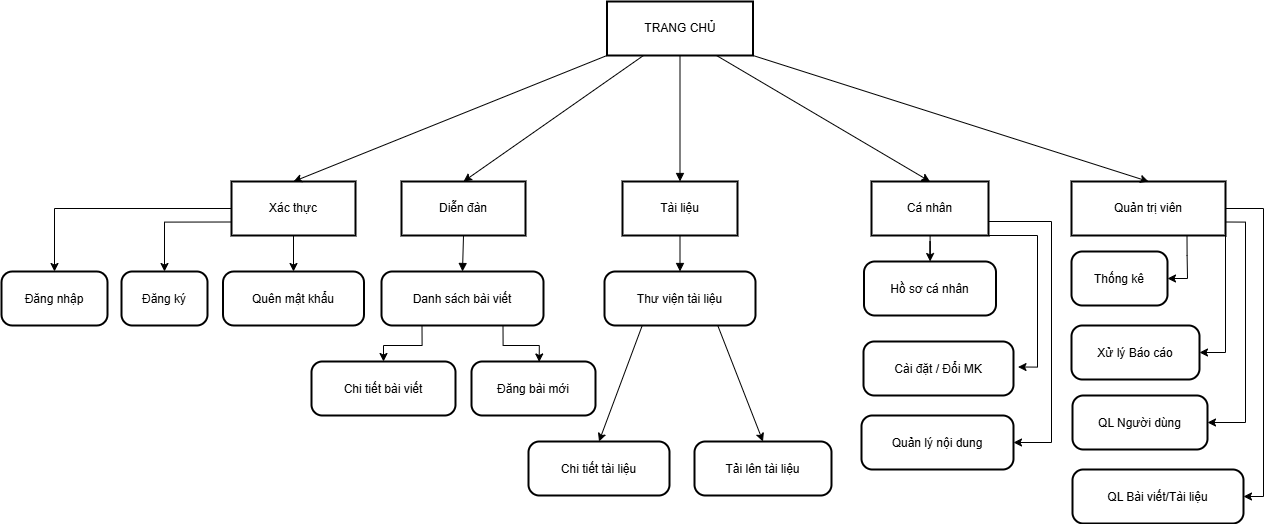 TRANG CHỦ
Xác thực
Diễn đàn
Tài liệu
Cá nhân
Quản trị viên
Đăng nhập
Đăng ký
Quên mật khẩu
Danh sách bài viết
Thư viện tài liệu
Hồ sơ cá nhân
Thống kê
Chi tiết bài viết
Đăng bài mới
Cài đặt / Đổi MK
Xử lý Báo cáo
Chi tiết tài liệu
Tải lên tài liệu
Quản lý nội dung
QL Người dùng
QL Bài viết/Tài liệu